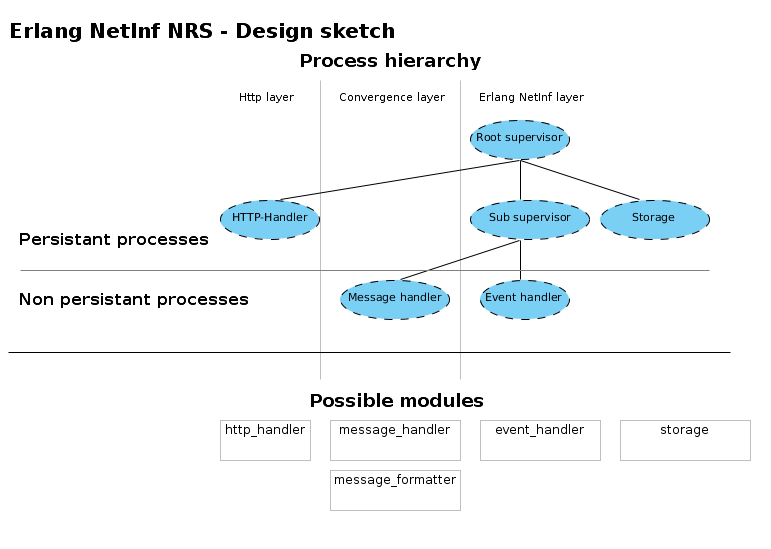 Erlang NetInf NRS - Design sketch
Process hierarchy
Http layer
Convergence layer
Erlang NetInf layer
Root supervisor
HTTP-Handler
Sub supervisor
Storage
Persistant processes
Non persistant processes
Message handler
Event handler
Possible modules
http_handler
message_handler
event_handler
storage
message_formatter